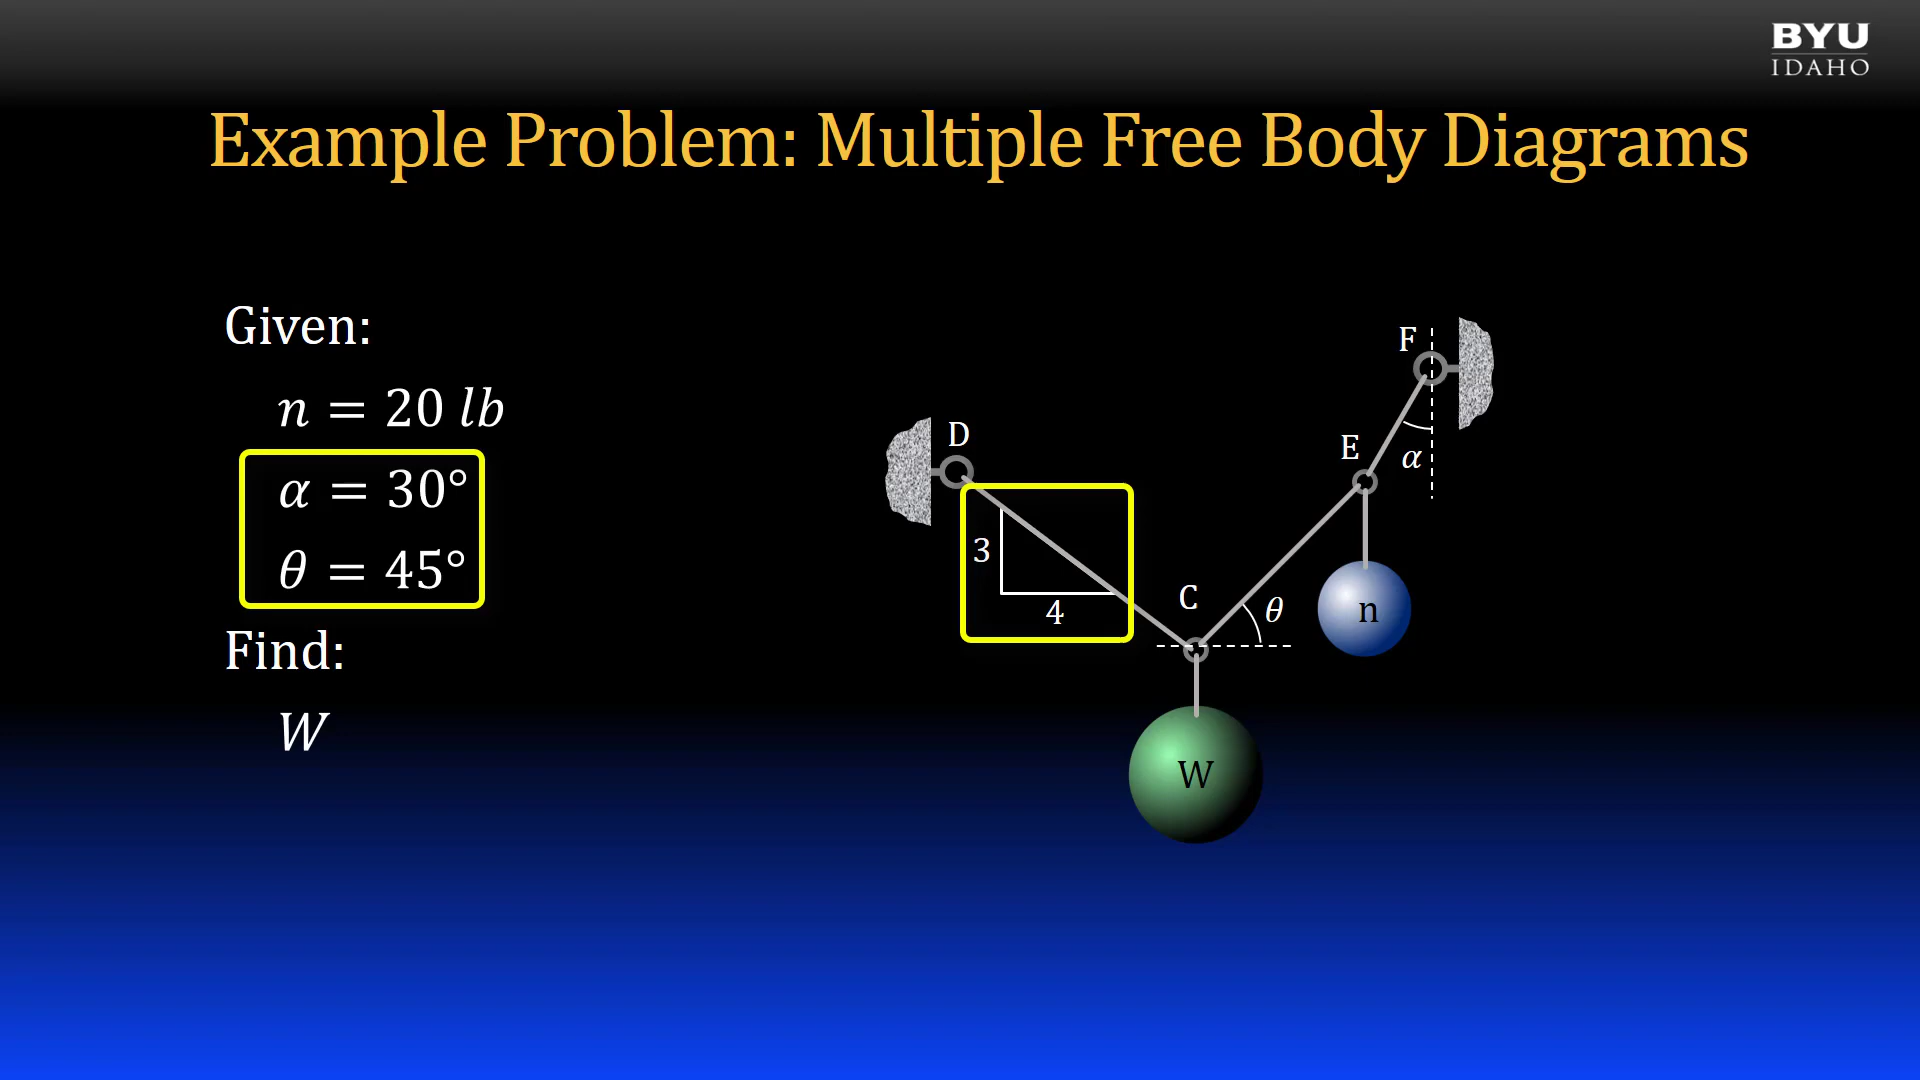 BYU
IDAHO
Example Problem: Multiple Free Body Diagrams
Given:
n = 20 lb
α = 30°
θ = 45°
Find:
W
F
D
E
α
3
4
C
θ
n
W